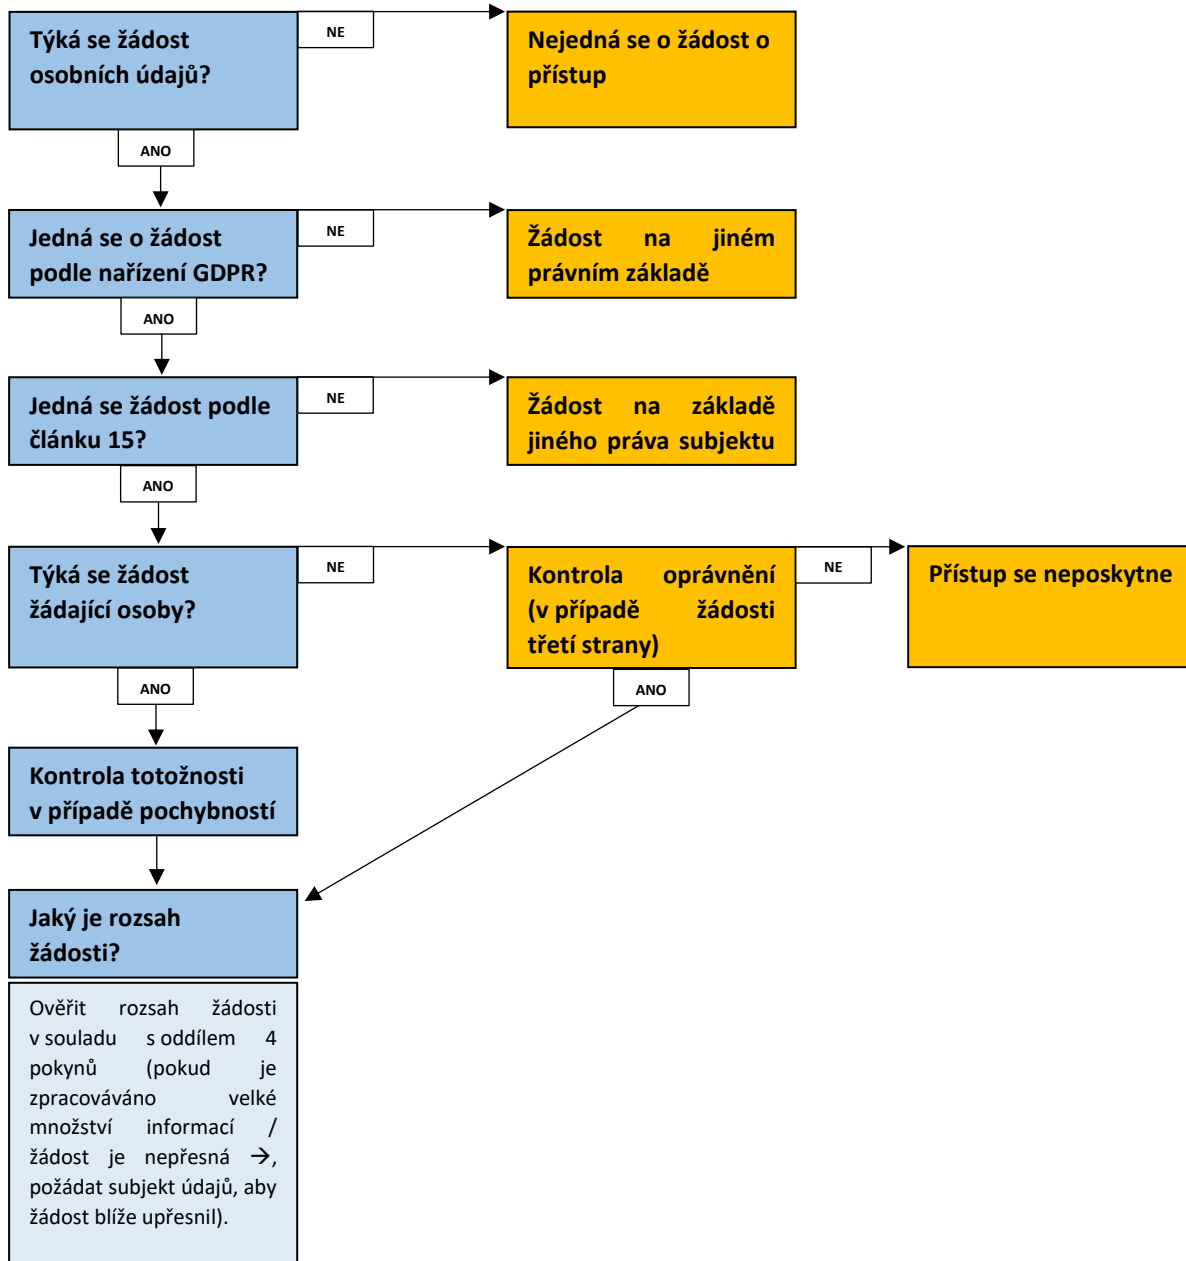 Týká se žádost
osobních údajů?
NE
Nejedná se o žádost o
přístup
ANO
Jedná se o žádost
podle nařízení GDPR?
NE
Žádost na jiném
právním základě
ANO
Jedná se žádost podle
článku 15?
NE
Žádost na základě
jiného práva subjektu
ANO
Týká se žádost
žádající osoby?
NE
Kontrola oprávnění
(v případě žádosti
třetí strany)
NE
Přístup se neposkytne
ANO
ANO
Kontrola totožnosti
v případě pochybností
Jaký je rozsah
žádosti?
Ověřit rozsah žádosti
v souladu s oddílem 4
pokynů (pokud je
zpracováváno velké
množství informací /
žádost je nepřesná →,
požádat subjekt údajů, aby
žádost blíže upřesnil).